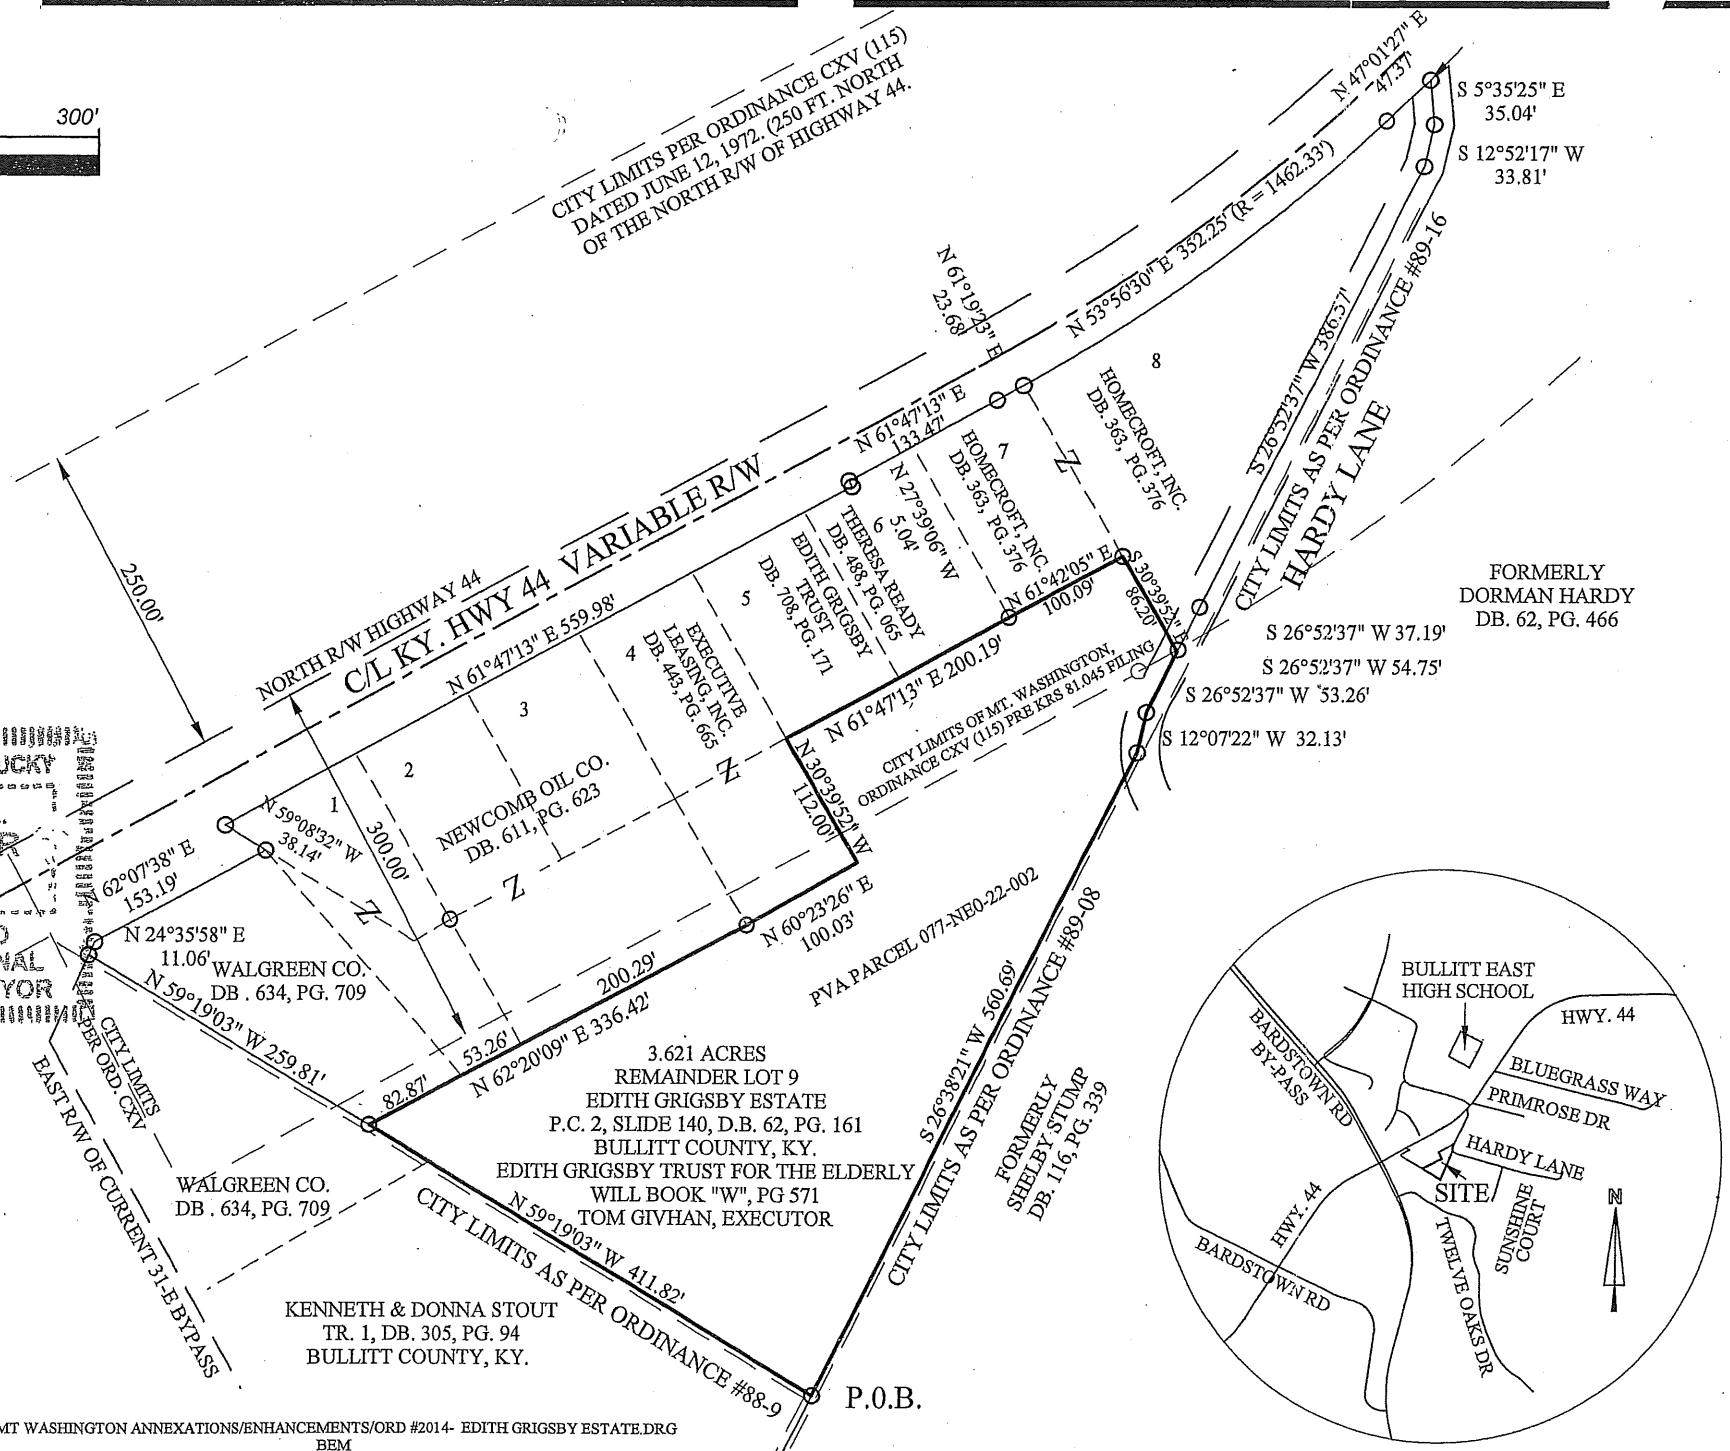 300'
CITY LIMITS PER ORDINANCE CXV (115)
DATED JUNE 12, 1972. (250 FT. NORTH
OF THE NORTH R/W OF HIGHWAY 44.
N 47°01'27" E
47.37'
S 5°35'25" E
35.04'
S 12°52'17" W
33.81'
N 53°56'30" E 352.25' (R = 1462.33')
N 61°19'23" E
23.68'
S 26°52'37" W 386.57'
CITY LIMITS AS PER ORDINANCE #89-16
HARDY LANE
250.00'
NORTH R/W HIGHWAY 44
C/L KY. HWY 44 VARIABLE R/W
N 61°47'13" E
133.47'
N 61°47'13" E 559.98'
8
HOMECROFT, INC.
DB. 363, PG. 376
7
HOMECROFT, INC.
DB. 363, PG. 376
N 27°39'06" W
5.04'
6
THERESA READY
DB. 488, PG. 065
EDITH GRIGSBY
TRUST
DB. 708, PG. 171
5
4
EXECUTIVE
LEASING, INC.
DB. 443, PG. 665
3
2
1
NEWCOMB OIL CO.
DB. 611, PG. 623
300.00'
Z
Z
Z
Z
N 61°42'05" E
100.09'
S 30°39'52" E
86.20'
N 61°47'13" E 200.19'
CITY LIMITS OF MT. WASHINGTON,
ORDINANCE CXV (115) PRE KRS 81.045 FILING
FORMERLY
DORMAN HARDY
DB. 62, PG. 466
S 26°52'37" W 37.19'
S 26°52'37" W 54.75'
S 26°52'37" W 53.26'
S 12°07'22" W 32.13'
N 30°39'52" W
112.00'
N 60°23'26" E
100.03'
N 59°08'32" W
38.14'
62°07'38" E
153.19'
N 24°35'58" E
11.06'
WALGREEN CO.
DB . 634, PG. 709
UCKY
R
NAL
YOR
N 59°19'03" W 259.81'
CITY LIMITS
PER ORD. CXV
EAST R/W OF CURRENT 31-E BYPASS
WALGREEN CO.
DB . 634, PG. 709
82.87'
53.26'
200.29'
N 62°20'09" E 336.42'
PVA PARCEL 077-NE0-22-002
3.621 ACRES
REMAINDER LOT 9
EDITH GRIGSBY ESTATE
P.C. 2, SLIDE 140, D.B. 62, PG. 161
BULLITT COUNTY, KY.
EDITH GRIGSBY TRUST FOR THE ELDERLY
WILL BOOK "W", PG 571
TOM GIVHAN, EXECUTOR
S 26°38'21" W 560.69'
CITY LIMITS AS PER ORDINANCE #89-08
FORMERLY
SHELBY STUMP
DB. 116, PG. 339
N 59°19'03" W 411.82'
CITY LIMITS AS PER ORDINANCE #88-9
KENNETH & DONNA STOUT
TR. 1, DB. 305, PG. 94
BULLITT COUNTY, KY.
P.O.B.
BULLITT EAST
HIGH SCHOOL
HWY. 44
BLUEGRASS WAY
PRIMROSE DR
HARDY LANE
BARDSTOWN RD
BY-PASS
SITE
SUNSHINE
COURT
N
HWY. 44
BARDSTOWN RD
TWELVE OAKS DR
MT WASHINGTON ANNEXATIONS/ENHANCEMENTS/ORD #2014- EDITH GRIGSBY ESTATE.DRG
BEM